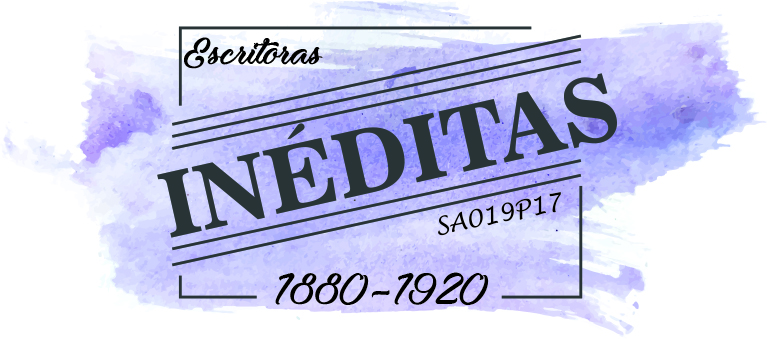 Escritoras
INÉDITAS
SA019P17
1880-1920